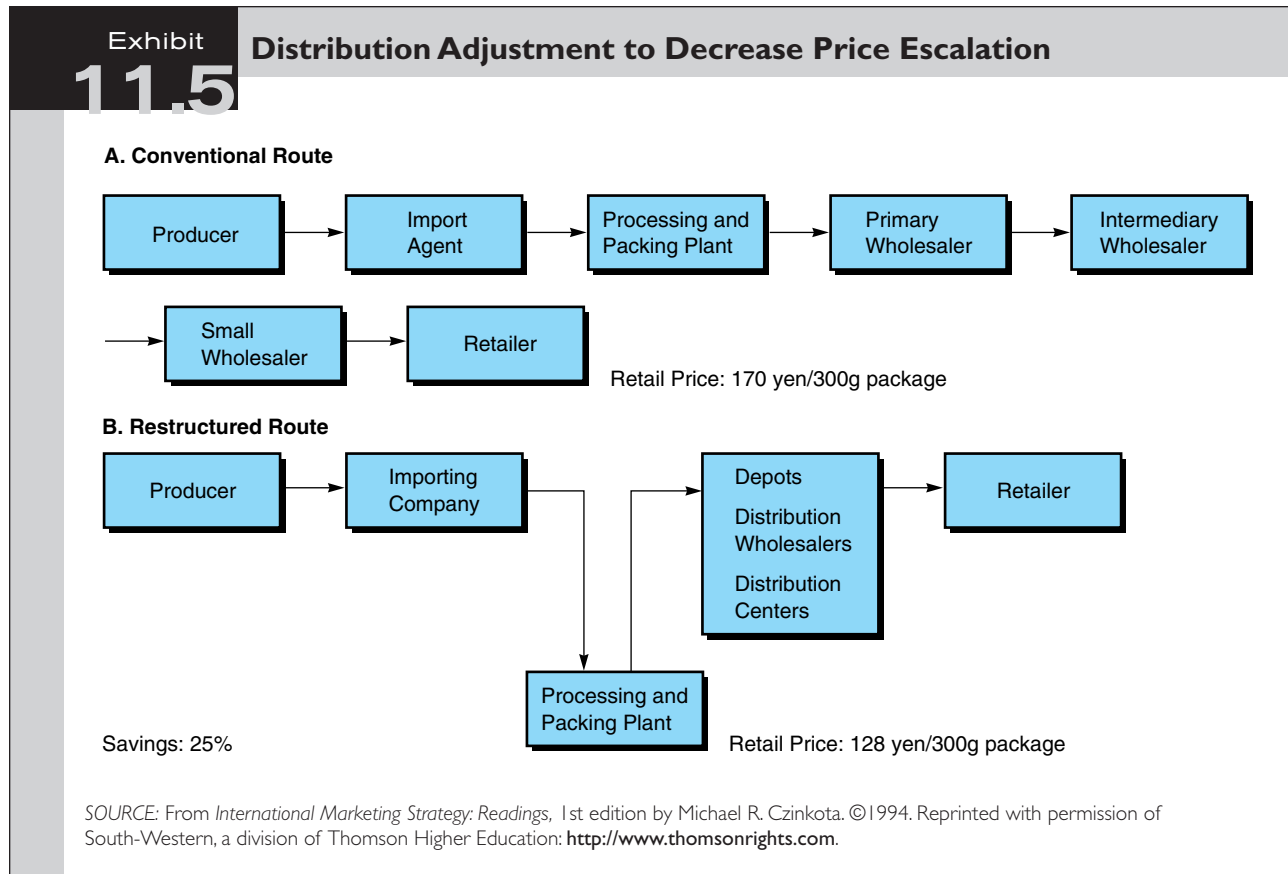 Exhibit
11.5
Distribution Adjustment to Decrease Price Escalation
A. Conventional Route
Producer
Import
Agent
Processing and
Packing Plant
Primary
Wholesaler
Intermediary
Wholesaler
Small
Wholesaler
Retailer
Retail Price: 170 yen/300g package
B. Restructured Route
Producer
Importing
Company
Processing and
Packing Plant
Depots
Distribution
Wholesalers
Distribution
Centers
Retailer
Savings: 25%
Retail Price: 128 yen/300g package
SOURCE: From International Marketing Strategy: Readings, 1st edition by Michael R. Czinkota. ©1994. Reprinted with permission of
South-Western, a division of Thomson Higher Education: http://www.thomsonrights.com.